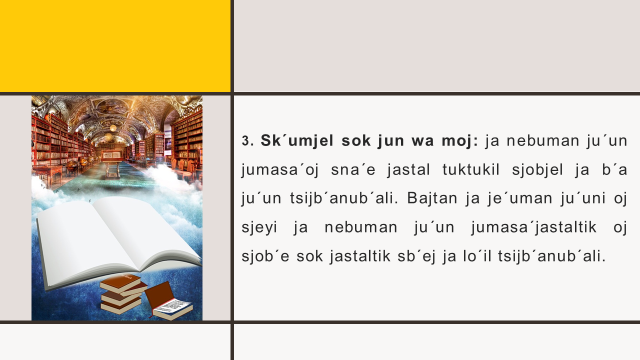 3. Sk´umjel sok jun wa moj: ja nebuman ju´un
jumasa´oj sna´e jastal tuktukil sjobjel ja b´a
ju´un tsijb´anub´ali. Bajtan ja je´uman ju´uni oj
sjeyi ja nebuman ju´un jumasa´jastaltik oj
sjob´e sok jastaltik sb´ej ja lo´il tsijb´anub´ali.